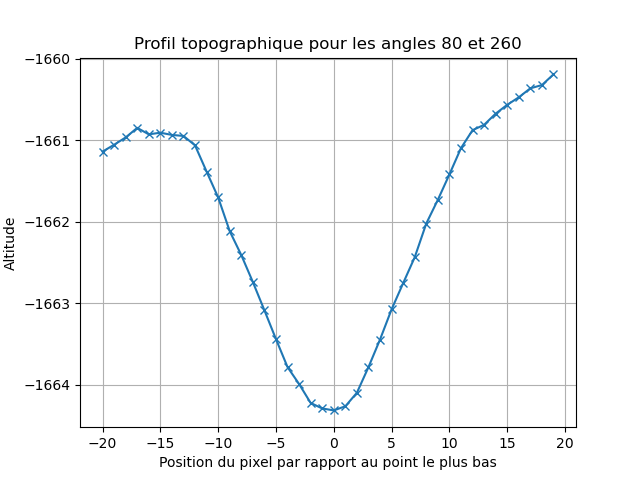 Profil topographique pour les angles 80 et 260
−1660
−1661
−1662
−1663
−1664
Altitude
−20 −15 −10 −5 0 5 10 15 20
Position du pixel par rapport au point le plus bas